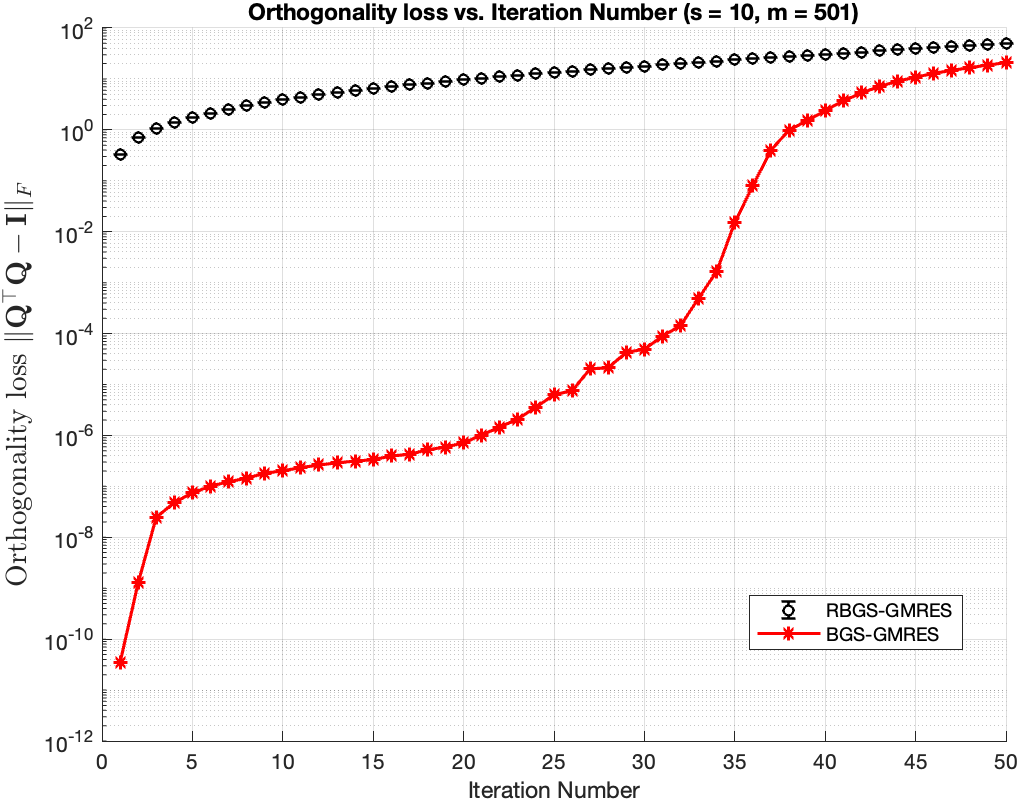 Orthogonality loss vs. Iteration Number (s = 10, m = 501)
Orthogonality loss ‖Q⊤Q − I‖F
10^2
10^0
10^-2
10^-4
10^-6
10^-8
10^-10
10^-12
RBGS-GMRES
BGS-GMRES
0 5 10 15 20 25 30 35 40 45 50
Iteration Number